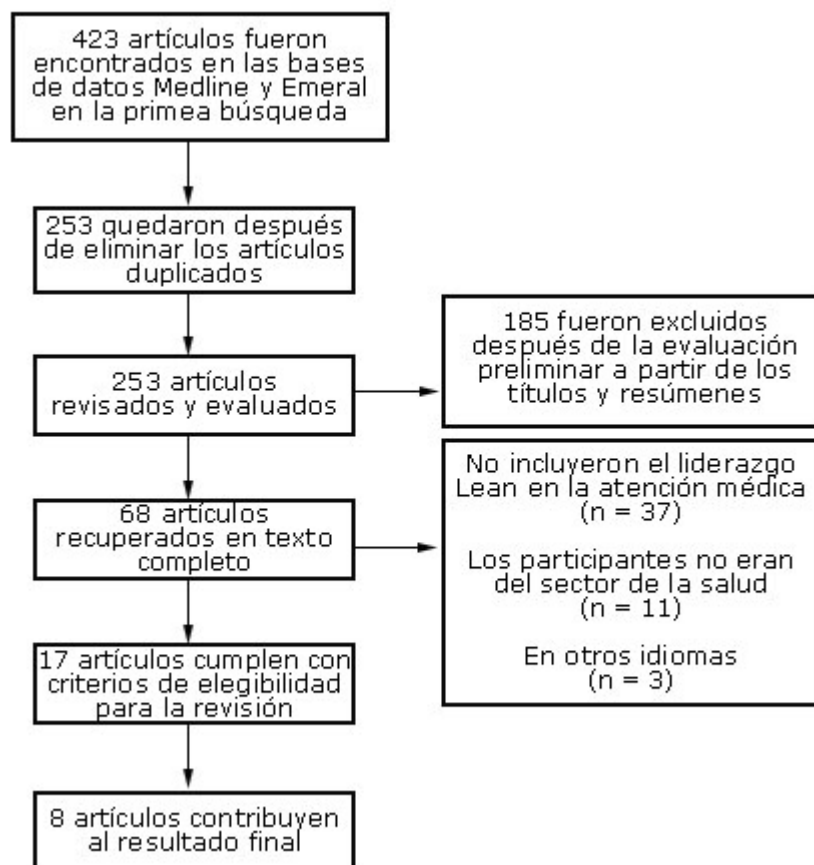 423 artículos fueron
encontrados en las bases
de datos Medline y Emeral
en la primea búsqueda
253 quedaron después
de eliminar los artículos
duplicados
253 artículos
revisados y evaluados
185 fueron excluidos
después de la evaluación
preliminar a partir de los
títulos y resúmenes
68 artículos
recuperados en texto
completo
No incluyeron el liderazgo
Lean en la atención médica
(n = 37)
Los participantes no eran
del sector de la salud
(n = 11)
En otros idiomas
(n = 3)
17 artículos cumplen con
criterios de elegibilidad
para la revisión
8 artículos contribuyen
al resultado final